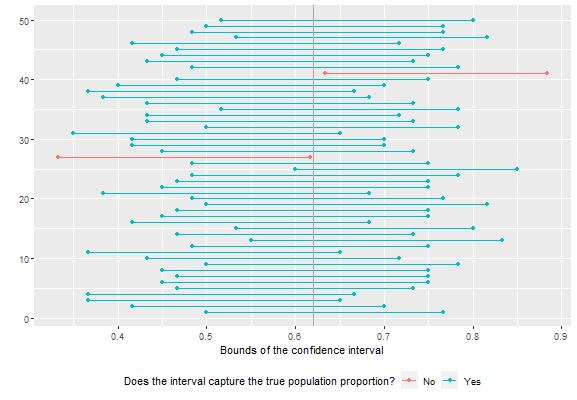 50
40
30
20
10
0
0.4 0.5 0.6 0.7 0.8 0.9
Bounds of the confidence interval
Does the interval capture the true population proportion? No Yes